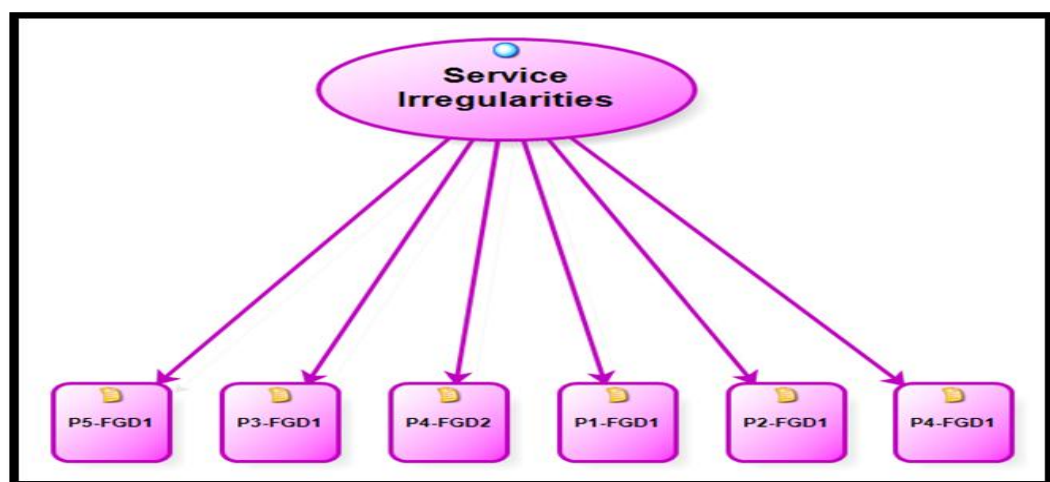 Service
Irregularities
P5-FGD1
P3-FGD1
P4-FGD2
P1-FGD1
P2-FGD1
P4-FGD1